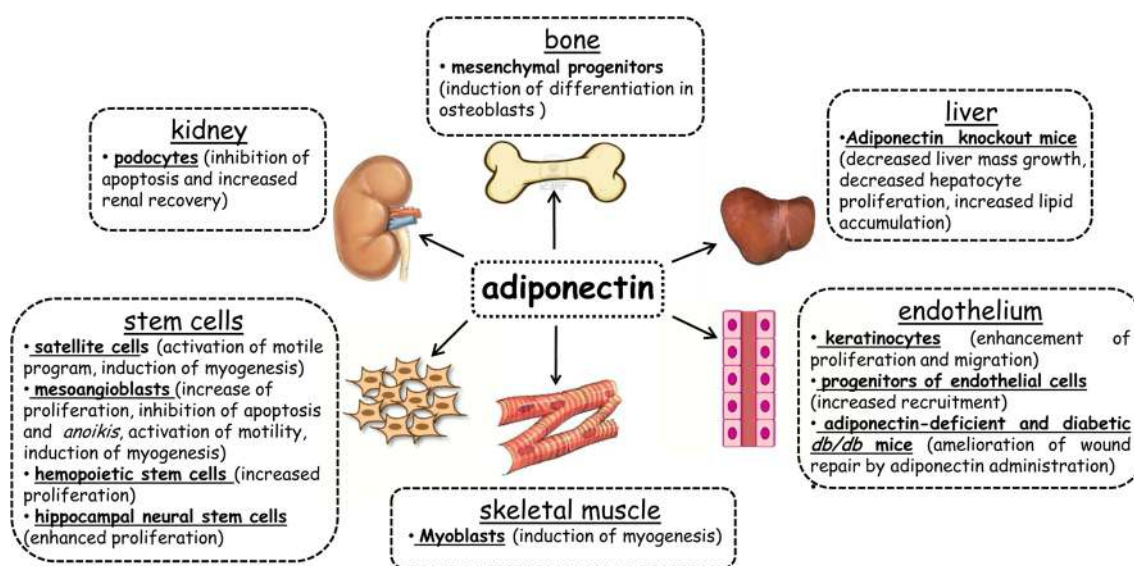 bone
• mesenchymal progenitors
(induction of differentiation in
osteoblasts )
kidney
• podocytes (inhibition of
apoptosis and increased
renal recovery)
liver
• Adiponectin knockout mice
(decreased liver mass growth,
decreased hepatocyte
proliferation, increased lipid
accumulation)
adiponectin
stem cells
• satellite cells (activation of motile
program, induction of myogenesis)
• mesoangioblasts (increase of
proliferation, inhibition of apoptosis
and anoikis, activation of motility,
induction of myogenesis)
• hemopoietic stem cells (increased
proliferation)
• hippocampal neural stem cells
(enhanced proliferation)
endothelium
• keratinocytes (enhancement of
proliferation and migration)
• progenitors of endothelial cells
(increased recruitment)
• adiponectin-deficient and diabetic
db/db mice (amelioration of wound
repair by adiponectin administration)
•
skeletal muscle
• Myoblasts (induction of myogenesis)